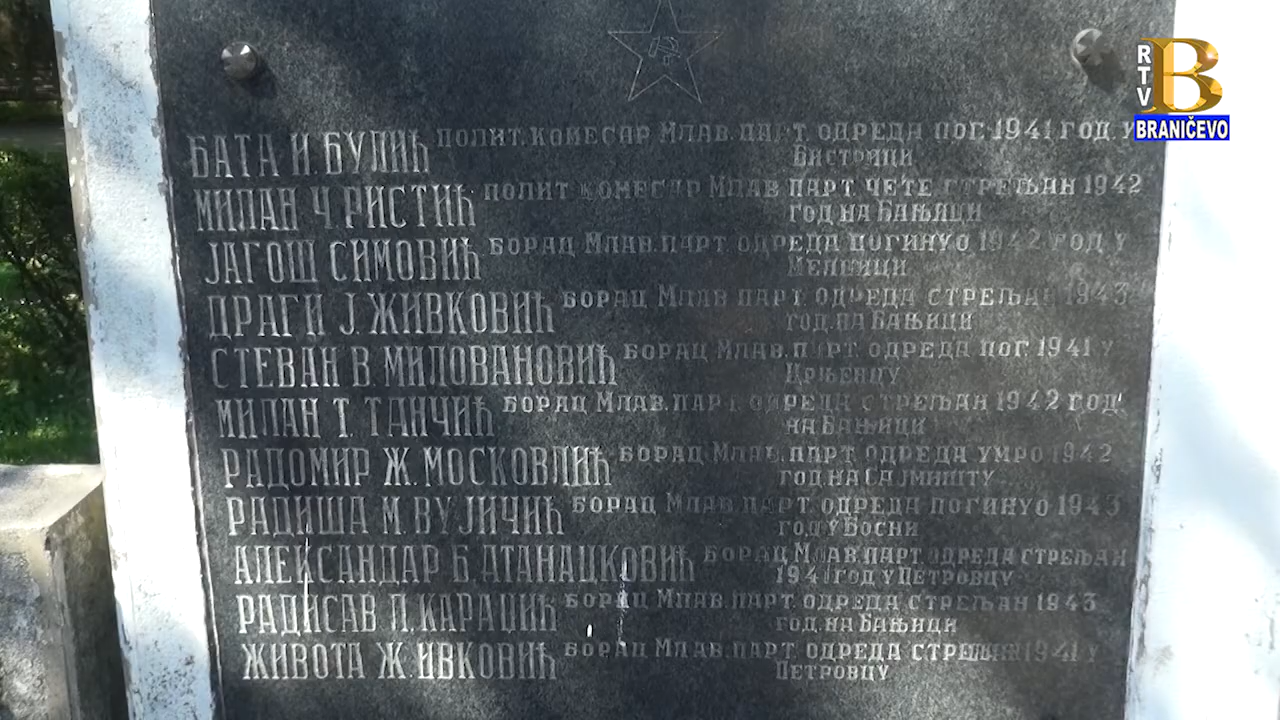 RTV B
BRANIČEVO
БАТА И. БУЛИЋ ПОЛИТ. КОМЕСАР МЛАВ. ПАРТ. ОДРЕДА ПОГ. 1941 ГОД. У
БИСТРИЦИ
МИЛАН Ч. РИСТИЋ ПОЛИТ КОМЕСАР МЛАВ ПАРТ. ЧЕТЕ СТРЕЉАН 1942
ГОД НА БАЊИЦИ
ЈАГОШ СИМОВИЋ БОРАЦ МЛАВ. ПАРТ ОДРЕДА ПОГИНУО 1942 ГОД У
МЕЛНИЦИ
ДРАГИ Ј. ЖИВКОВИЋ БОРАЦ МЛАВ ПАРТ. ОДРЕДА СТРЕЉАН 1943
ГОД. НА БАЊИЦИ
СТЕВАН В. МИЛОВАНОВИЋ БОРАЦ МЛАВ. ПАРТ. ОДРЕДА ПОГ 1941 У
ЦРЉЕНЦУ
МИЛАН Т. ТАНЧИЋ БОРАЦ МЛАВ. ПАРТ. ОДРЕДА СТРЕЉАН 1942 ГОД
НА БАЊИЦИ
РАДОМИР Ж. МОСКОВЛИЋ БОРАЦ МЛАВ. ПАРТ. ОДРЕДА УМРО 1942
ГОД НА САЈМИШТУ
РАДИША М. ВУЈИЧИЋ БОРАЦ МЛАВ. ПАРТ. ОДРЕДА ПОГИНУО 1943
ГОД У БОСНИ
АЛЕКСАНДАР Б. АТАНАЦКОВИЋ БОРАЦ МЛАВ. ПАРТ. ОДРЕДА СТРЕЉАН
1941 ГОД У ПЕТРОВЦУ
РАДИСАВ Л. КАРАЏИЋ БОРАЦ МЛАВ. ПАРТ. ОДРЕДА СТРЕЉАН 1943
ГОД. НА БАЊИЦИ
ЖИВОТА Ж. ИВКОВИЋ БОРАЦ МЛАВ. ПАРТ. ОДРЕДА СТРЕЉАН 1941 У
ПЕТРОВЦУ